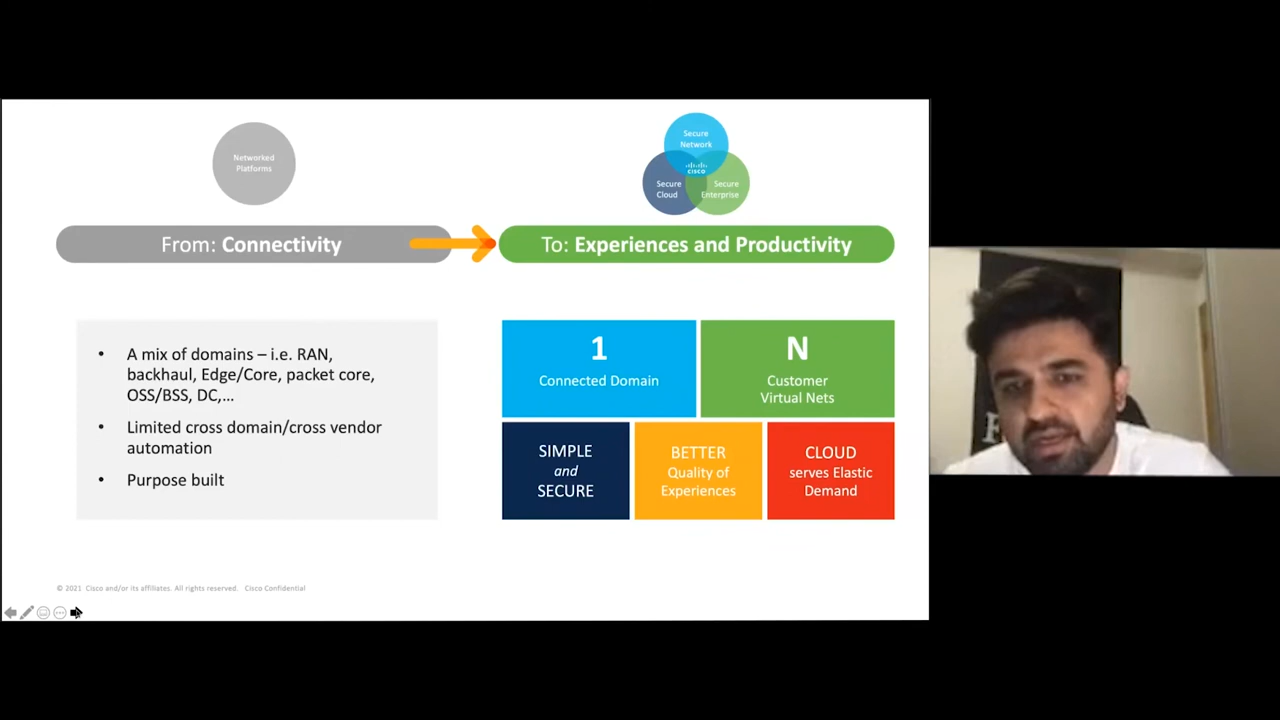 Networked
Platforms
Secure
Network
CISCO
Secure
Cloud
Secure
Enterprise
From: Connectivity
To: Experiences and Productivity
• A mix of domains – i.e. RAN,
backhaul, Edge/Core, packet core,
OSS/BSS, DC,...
• Limited cross domain/cross vendor
automation
• Purpose built
1
Connected Domain
N
Customer
Virtual Nets
SIMPLE
and
SECURE
BETTER
Quality of
Experiences
CLOUD
serves Elastic
Demand
© 2021 Cisco and/or its affiliates. All rights reserved. Cisco Confidential